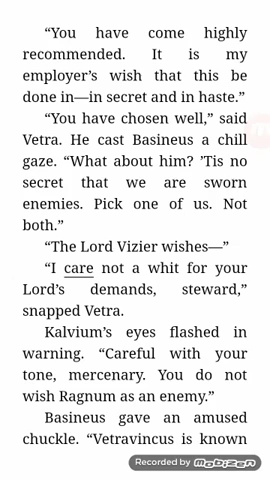 “You have come highly
recommended. It is my
employer’s wish that this be
done in—in secret and in haste.”
“You have chosen well,” said
Vetra. He cast Basineus a chill
gaze. “What about him? ’Tis no
secret that we are sworn
enemies. Pick one of us. Not
both.”
“The Lord Vizier wishes—”
“I care not a whit for your
Lord’s demands, steward,”
snapped Vetra.
Kalvium’s eyes flashed in
warning. “Careful with your
tone, mercenary. You do not
wish Ragnum as an enemy.”
Basineus gave an amused
chuckle. “Vetravincus is known
Recorded by Mobizen